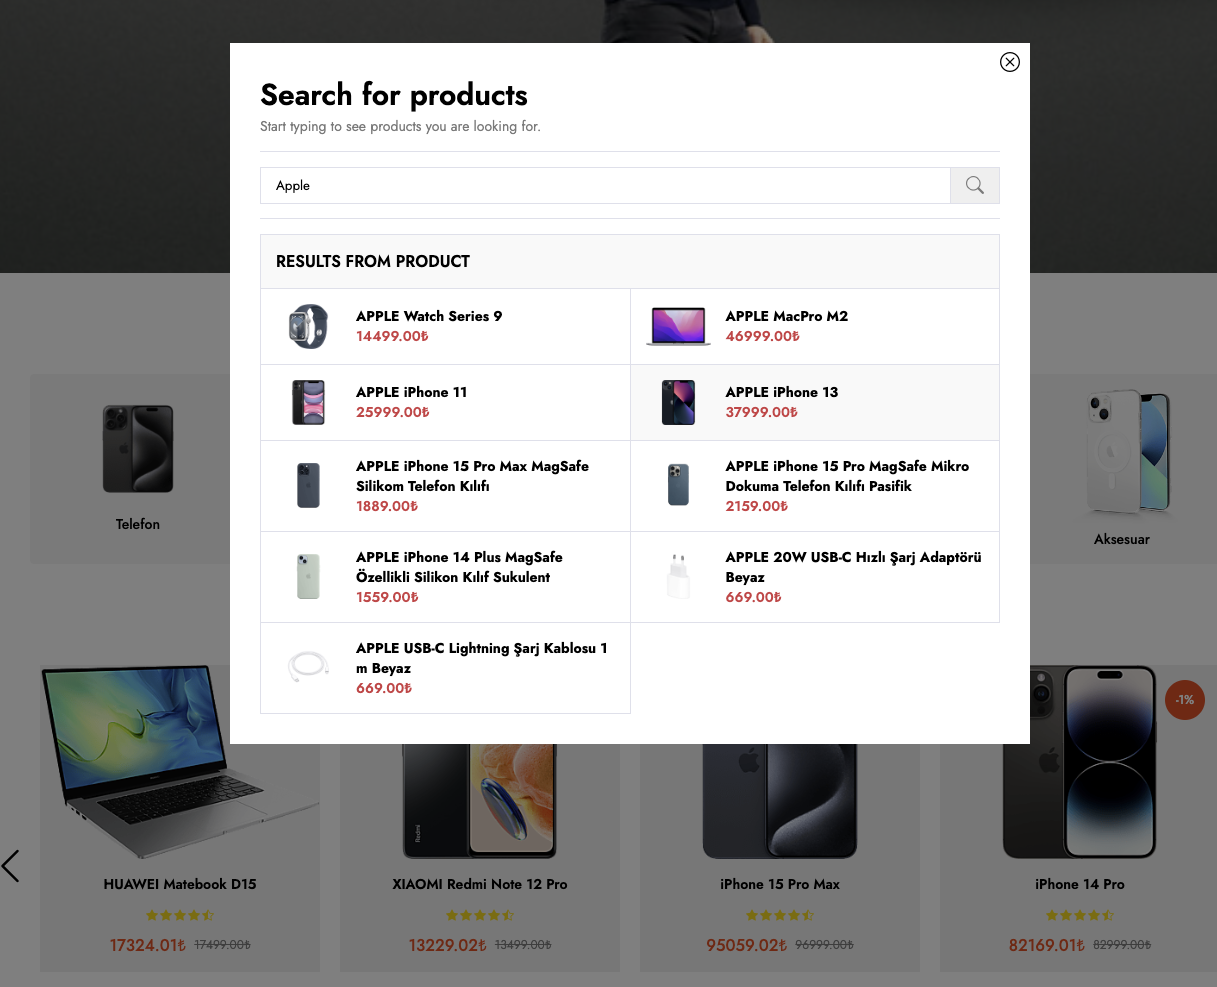 Search for products
Start typing to see products you are looking for.
Apple
RESULTS FROM PRODUCT
APPLE Watch Series 9
14499.00₺
APPLE MacPro M2
46999.00₺
APPLE iPhone 11
25999.00₺
APPLE iPhone 13
37999.00₺
APPLE iPhone 15 Pro Max MagSafe
Silikom Telefon Kılıfı
1889.00₺
APPLE iPhone 15 Pro MagSafe Mikro
Dokuma Telefon Kılıfı Pasifik
2159.00₺
APPLE iPhone 14 Plus MagSafe
Özellikli Silikon Kılıf Sukulent
1559.00₺
APPLE 20W USB-C Hızlı Şarj Adaptörü
Beyaz
669.00₺
APPLE USB-C Lightning Şarj Kablosu 1
m Beyaz
669.00₺
Telefon
Aksesuar
-1%
Redmi
HUAWEI Matebook D15
17324.01₺ 17499.00₺
XIAOMI Redmi Note 12 Pro
13229.02₺ 13499.00₺
iPhone 15 Pro Max
95059.02₺ 96999.00₺
iPhone 14 Pro
82169.01₺ 82999.00₺